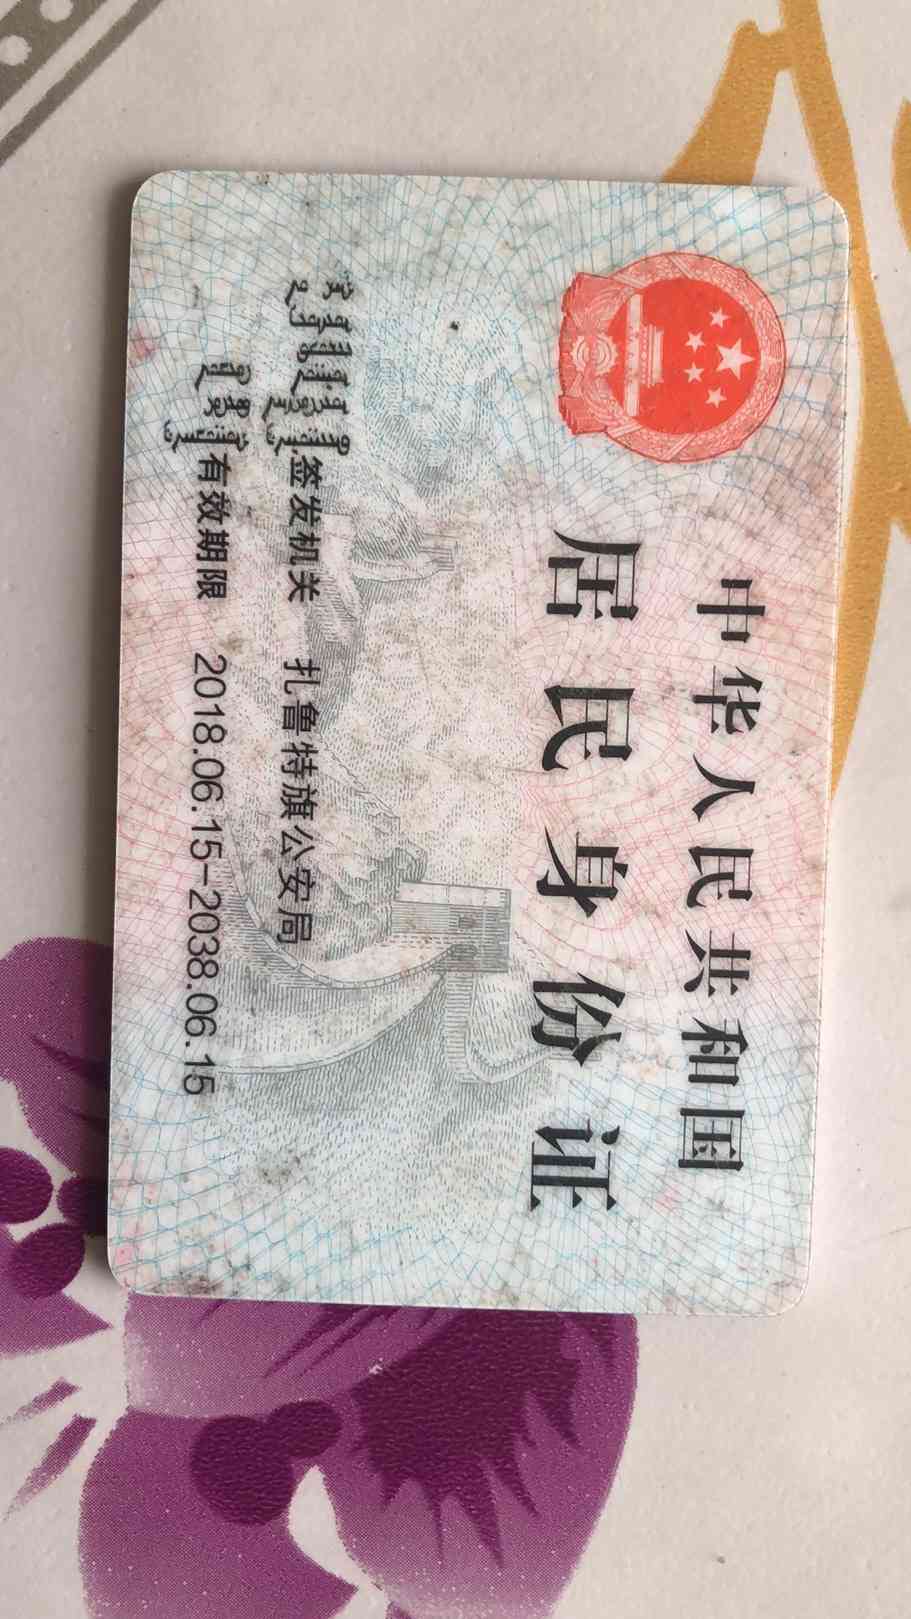 中华人民共和国
居民身份证
签发机关 扎鲁特旗公安局
有效期限 2018.06.15-2038.06.15